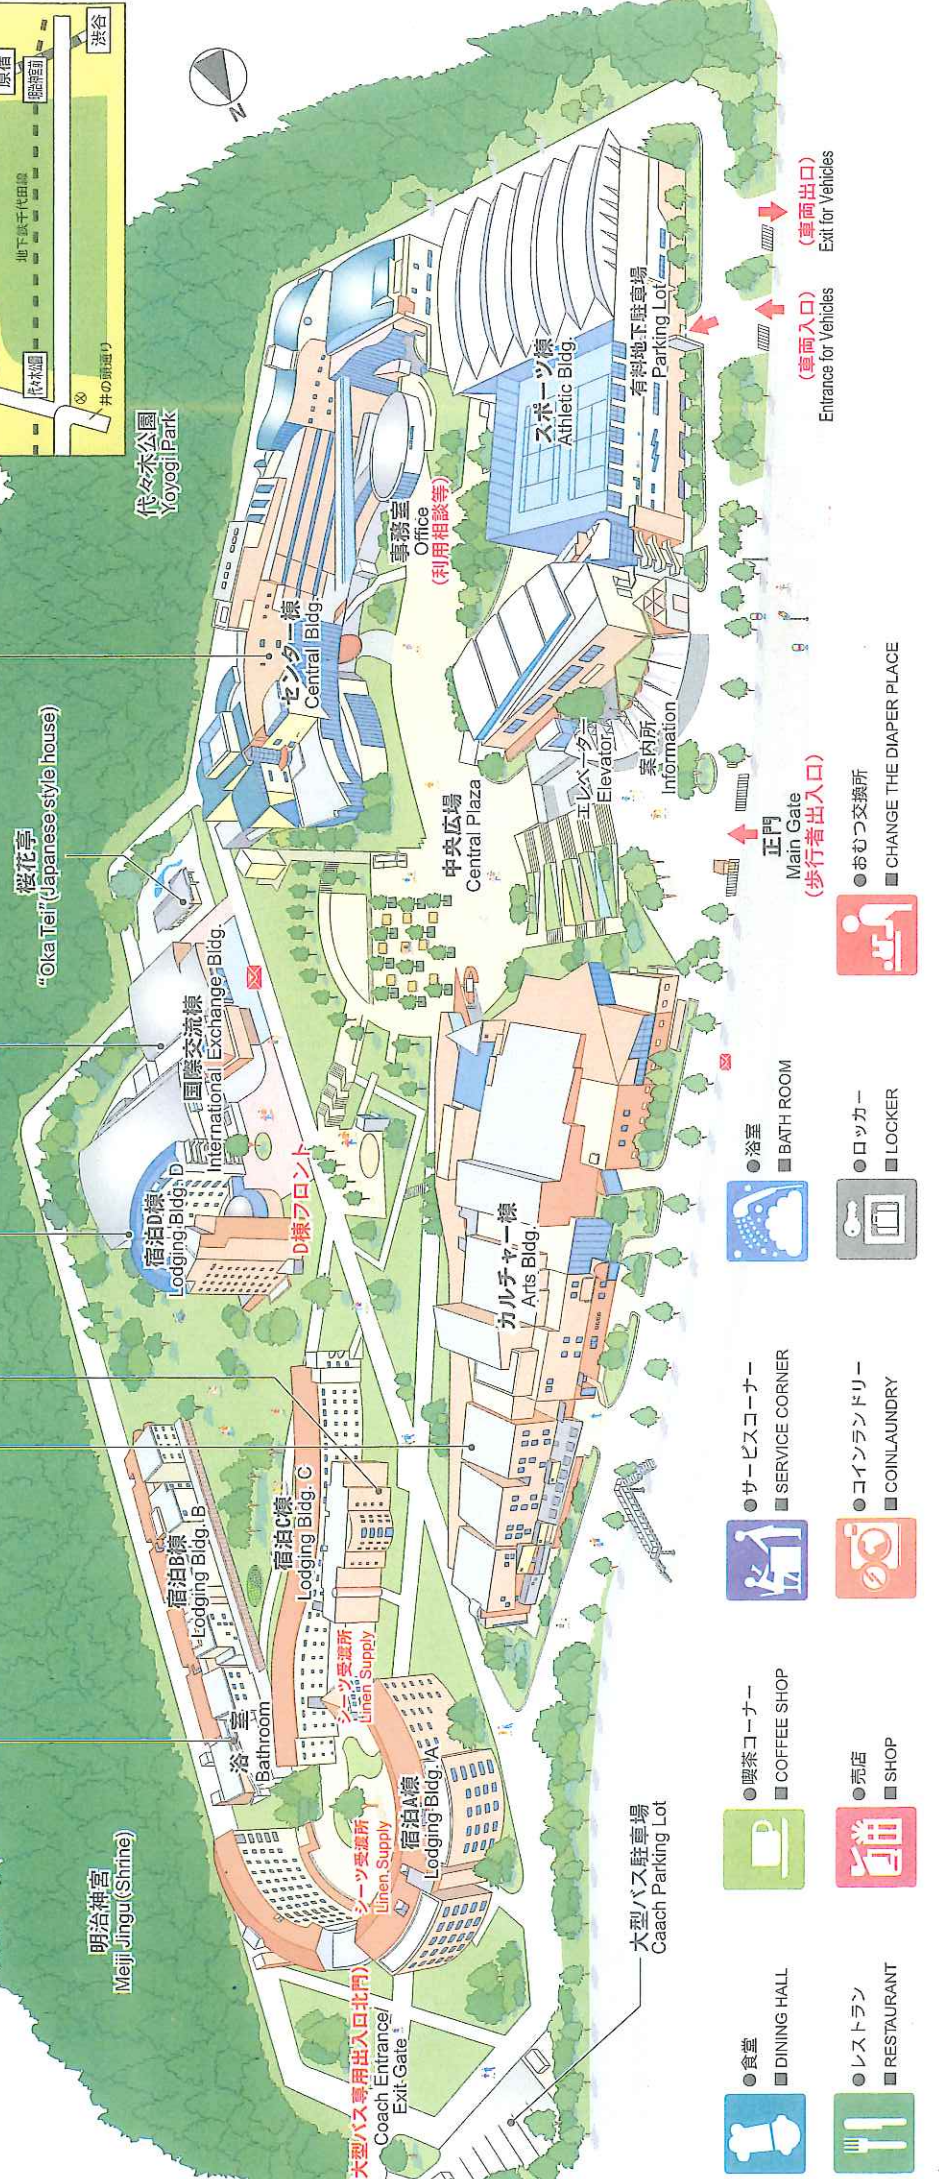 原宿
明治神宮前
渋谷
地下鉄千代田線
代々木公園
井の頭通り
N
明治神宮
Meiji Jingu (Shrine)
桜花亭
"Oka Tei"(Japanese style house)
代々木公園
Yoyogi Park
浴室
Bathroom
宿泊B棟
Lodging Bldg. B
宿泊D棟
Lodging Bldg. D
国際交流棟
International Exchange Bldg.
センター棟
Central Bldg.
事務室
Office
(利用相談等)
D棟フロント
宿泊C棟
Lodging Bldg. C
シーツ受渡所
Linen Supply
シーツ受渡所
Linen Supply
宿泊A棟
Lodging Bldg. A
大型バス専用出入口北門)
Coach Entrance/
Exit Gate
カルチャー棟
Arts Bldg.
中央広場
Central Plaza
スポーツ棟
Athletic Bldg.
有料地下駐車場
Parking Lot
エレベーター
Elevator
案内所
Information
大型バス駐車場
Caach Parking Lot
正門
Main Gate
(歩行者出入口)
(車両入口)
Entrance for Vehicles
(車両出口)
Exit for Vehicles
●食堂
■DINING HALL
●喫茶コーナー
■COFFEE SHOP
●サービスコーナー
■SERVICE CORNER
●浴室
■BATH ROOM
●レストラン
■RESTAURANT
●売店
■SHOP
●コインランドリー
■COINLAUNDRY
●ロッカー
■LOCKER
●おむつ交換所
■CHANGE THE DIAPER PLACE